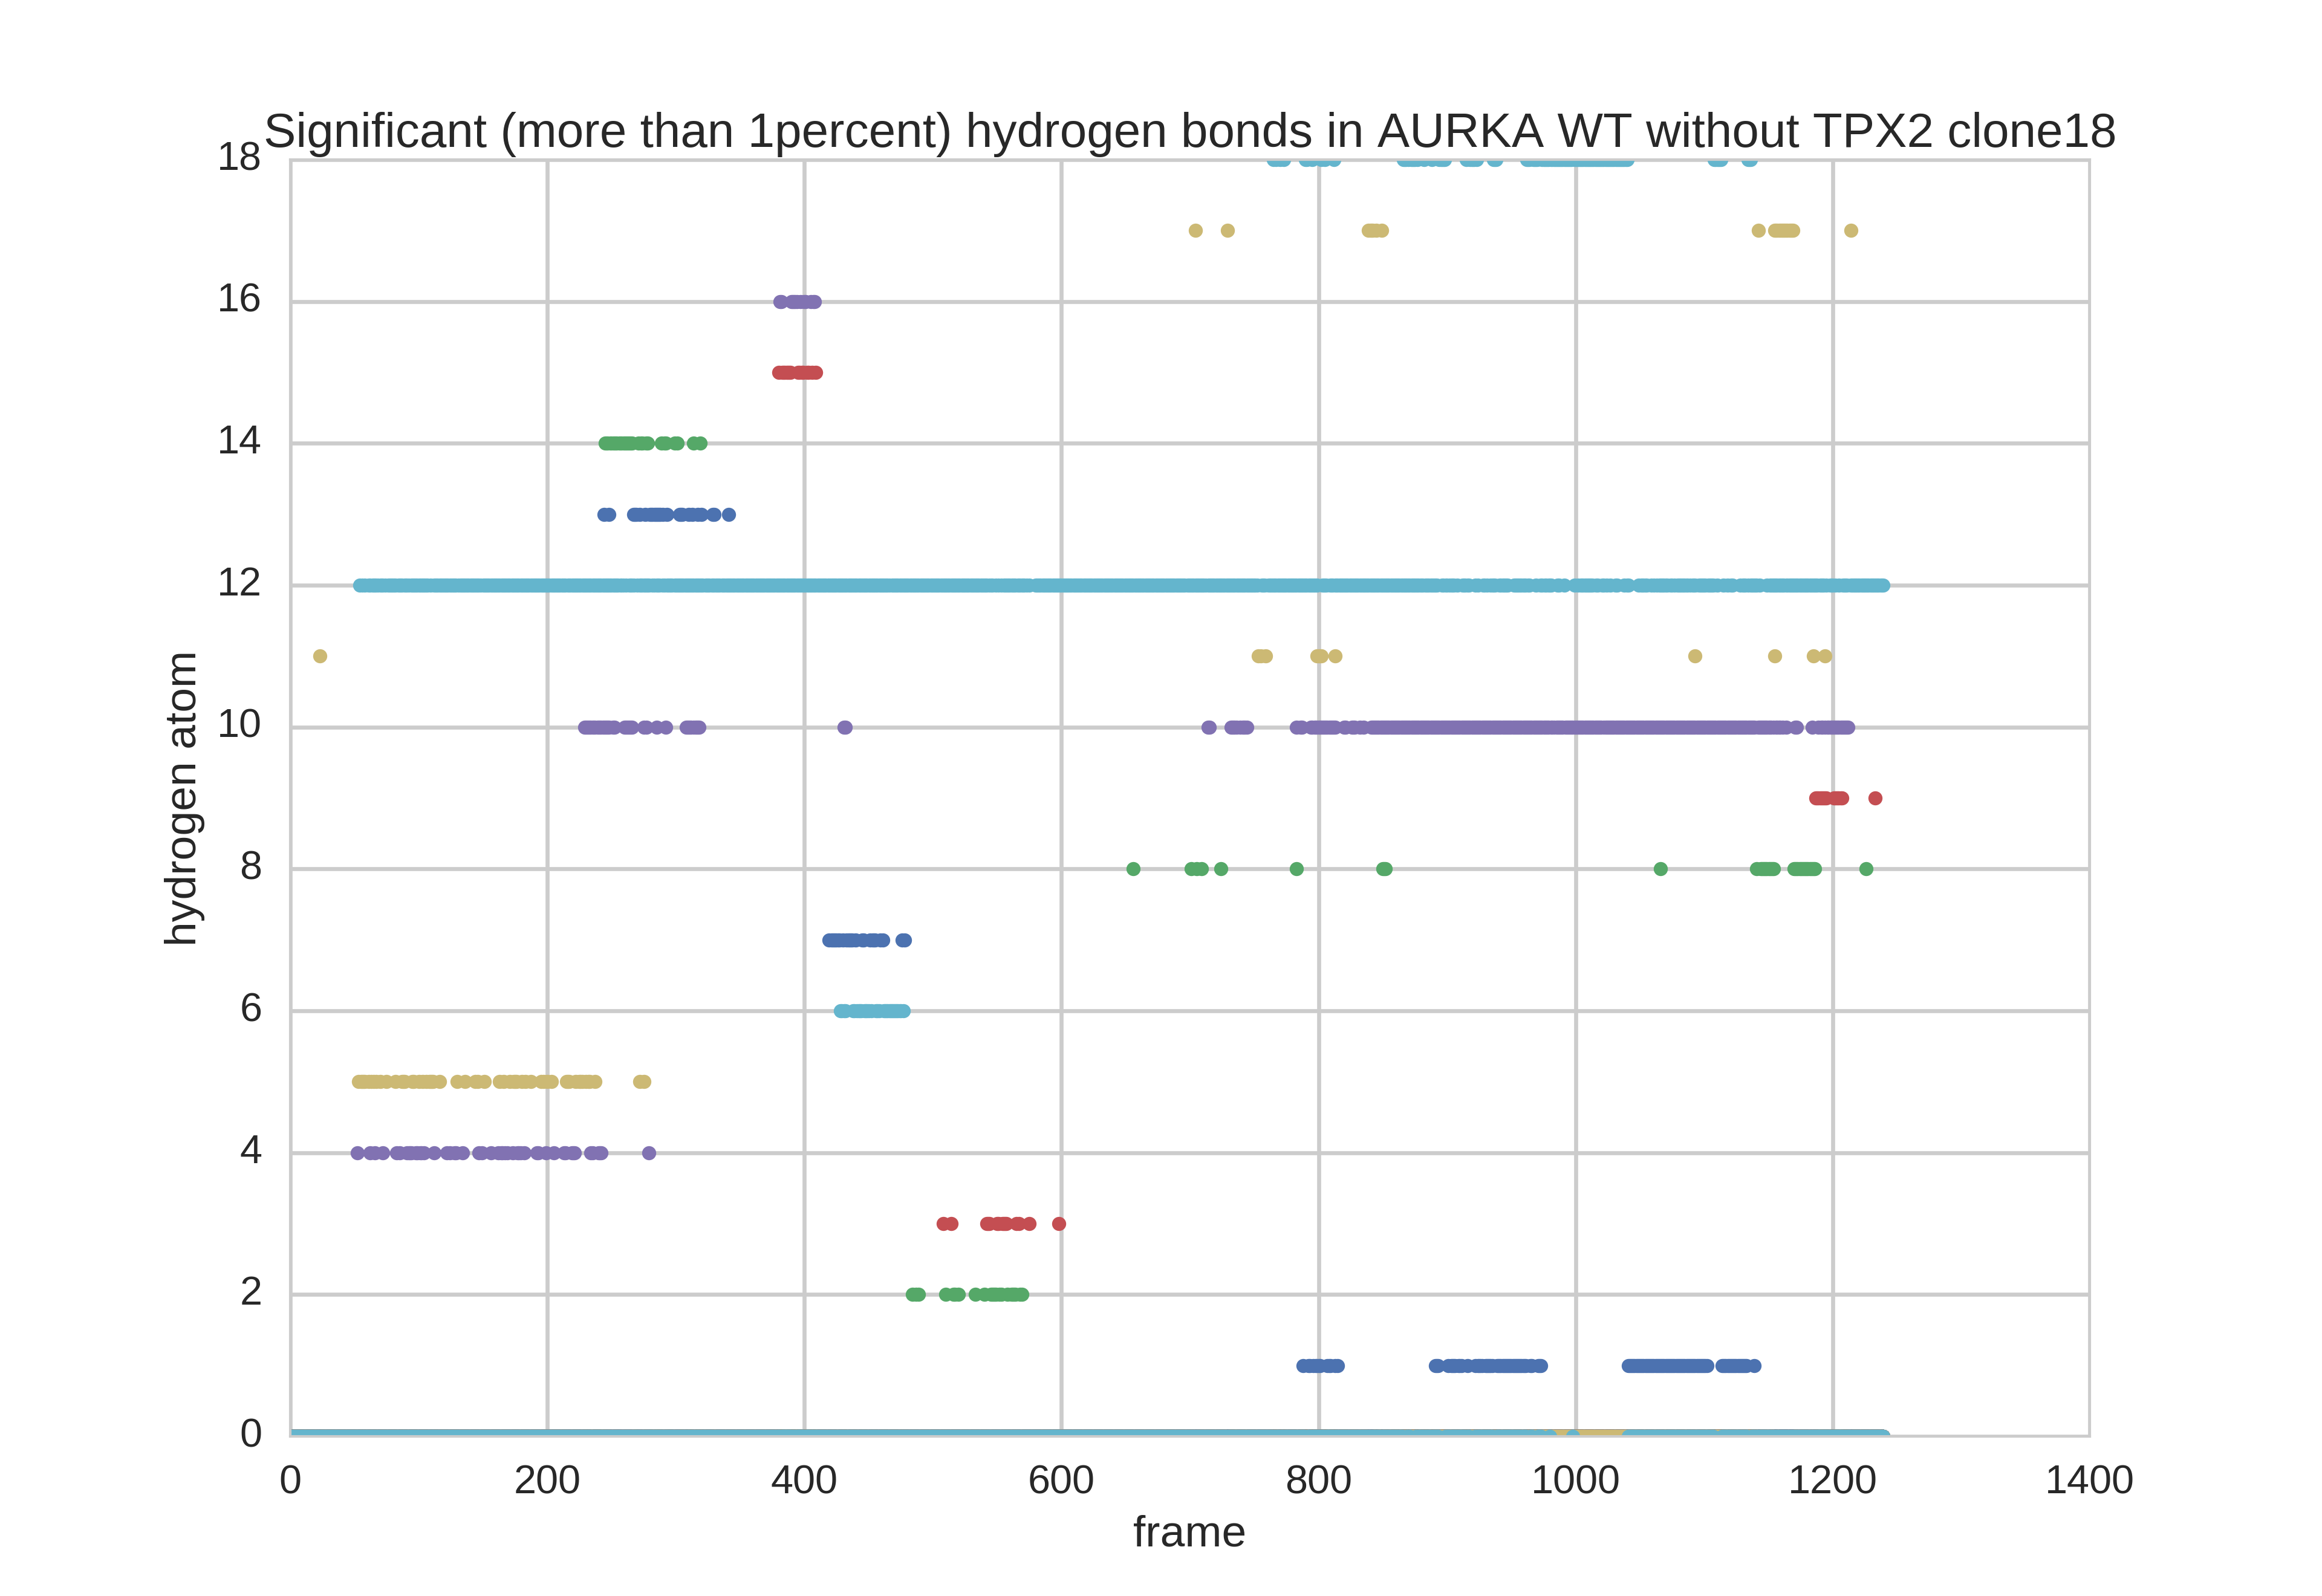 Significant (more than 1percent) hydrogen bonds in AURKA WT without TPX2 clone18
18
16
14
12
10
8
6
4
2
0
hydrogen atom
0 200 400 600 800 1000 1200 1400
frame